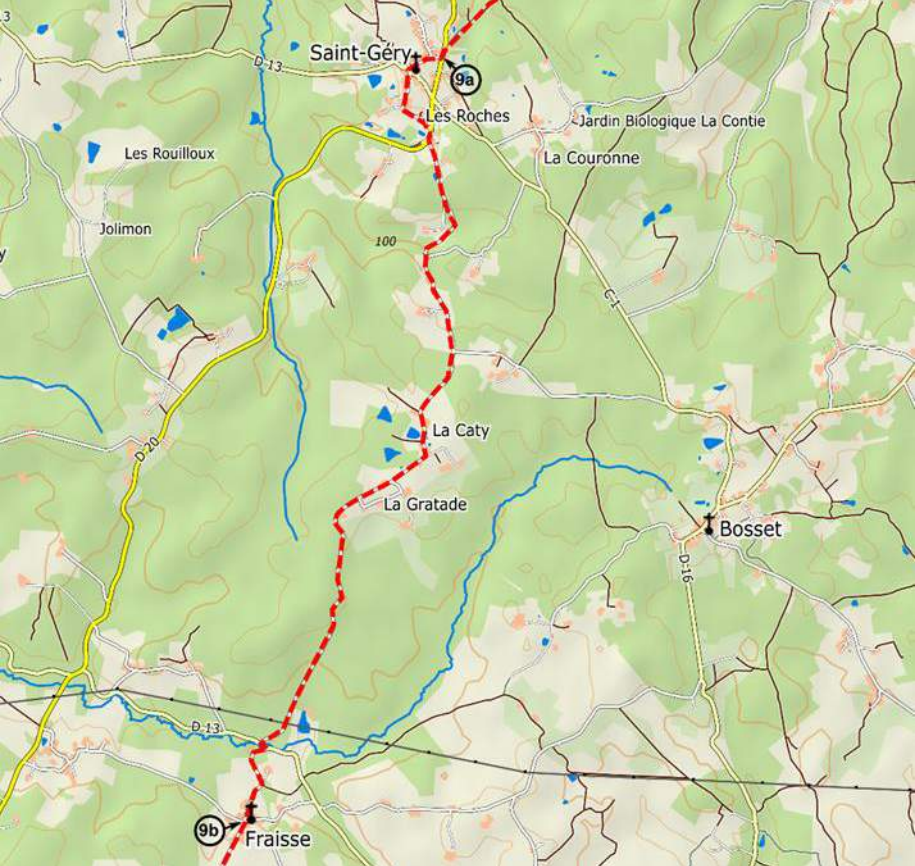 3
Saint-Géry
D 13
9a
Les Roches
Jardin Biologique La Contie
Les Rouilloux
La Couronne
Jolimon
100
y
C 1
La Caty
D 20
La Gratade
Bosset
D 16
D 13
9b
Fraisse